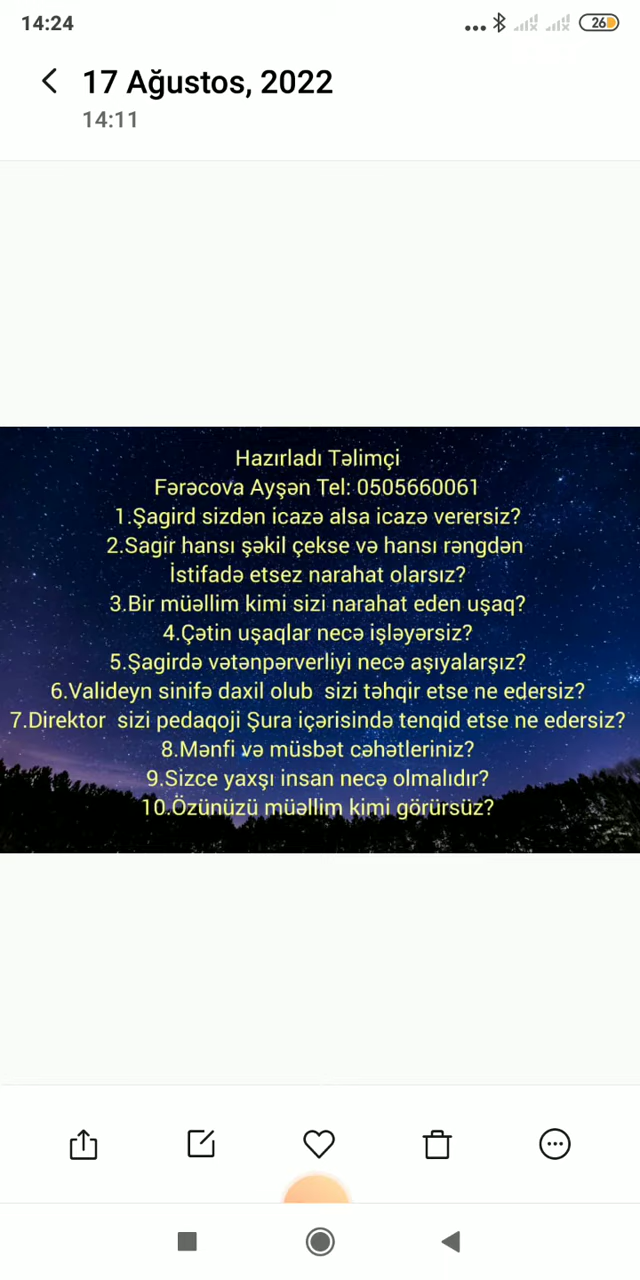 14:24
26
17 Ağustos, 2022
14:11
Hazırladı Təlimçi
Fərəcova Ayşən Tel: 0505660061
1.Şagird sizdən icazə alsa icazə verersiz?
2.Sagir hansı şəkil çekse və hansı rəngdən
İstifadə etsez narahat olarsız?
3.Bir müəllim kimi sizi narahat eden uşaq?
4.Çətin uşaqlar necə işləyərsiz?
5.Şagirdə vətənpərverliyi necə aşıyalarşız?
6.Valideyn sinifə daxil olub sizi təhqir etse ne edersiz?
7.Direktor sizi pedaqoji Şura içərisində tenqid etse ne edersiz?
8.Mənfi və müsbət cəhətleriniz?
9.Sizce yaxşı insan necə olmalıdır?
10.Özünüzü müəllim kimi görürsüz?